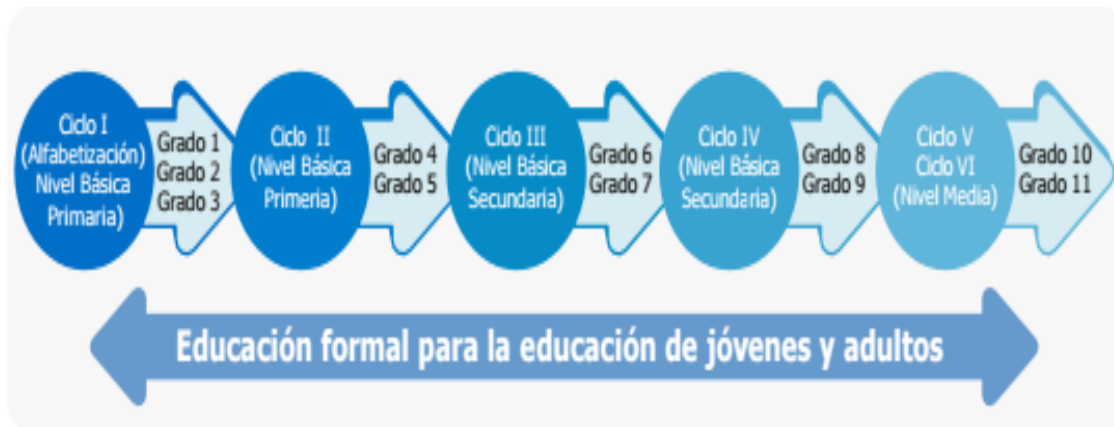 Ciclo I
(Alfabetización)
Nivel Básica
Primaria)
Grado 1
Grado 2
Grado 3
Ciclo II
(Nivel Básica
Primeria)
Grado 4
Grado 5
Ciclo III
(Nivel Básica
Secundaria)
Grado 6
Grado 7
Ciclo IV
(Nivel Básica
Secundaria)
Grado 8
Grado 9
Ciclo V
Ciclo VI
(Nivel Media)
Grado 10
Grado 11
Educación formal para la educación de jóvenes y adultos